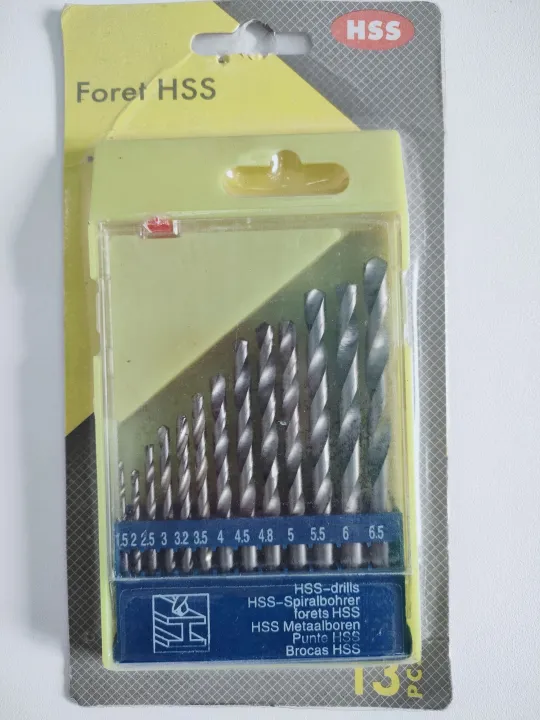 HSS
Foret HSS
1.5 2 2.5 3 3.2 3.5 4 4.5 4.8 5 5.5 6 6.5
HSS-drills
HSS-Spiralbohrer
forets HSS
HSS Metaalboren
Punte HSS
Brocas HSS
13